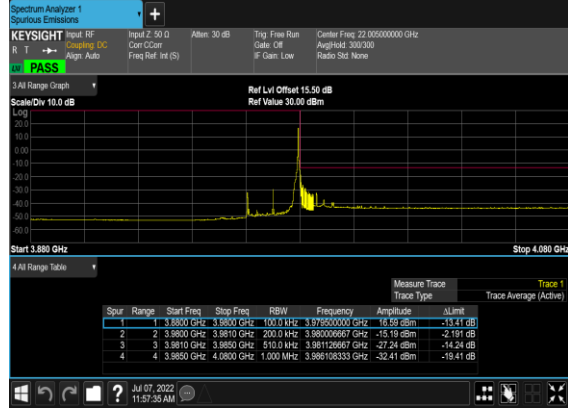 Spectrum Analyzer 1
Spurious Emissions
+
KEYSIGHT Input: RF Input Z: 50 Ω Atten: 30 dB Trig: Free Run Center Freq: 22.005000000 GHz
R T Coupling: DC Corr CCorr Gate: Off Avg|Hold: 300/300
Align: Auto Freq Ref: Int (S) IF Gain: Low Radio Std: None
PASS
3 All Range Graph
Ref Lvl Offset 15.50 dB
Scale/Div 10.0 dB Ref Value 30.00 dBm
Log
20.0
10.0
0.00
-10.0
-20.0
-30.0
-40.0
-50.0
-60.0
Start 3.880 GHz Stop 4.080 GHz
4 All Range Table
Measure Trace Trace 1
Trace Type Trace Average (Active)
Spur Range Start Freq Stop Freq RBW Frequency Amplitude ΔLimit
1 1 3.8800 GHz 3.9800 GHz 100.0 kHz 3.979500000 GHz 16.59 dBm -13.41 dB
2 2 3.9800 GHz 3.9810 GHz 200.0 kHz 3.980006667 GHz -15.19 dBm -2.191 dB
3 3 3.9810 GHz 3.9850 GHz 510.0 kHz 3.981126667 GHz -27.24 dBm -14.24 dB
4 4 3.9850 GHz 4.0800 GHz 1.000 MHz 3.986108333 GHz -32.41 dBm -19.41 dB
? Jul 07, 2022
11:57:35 AM